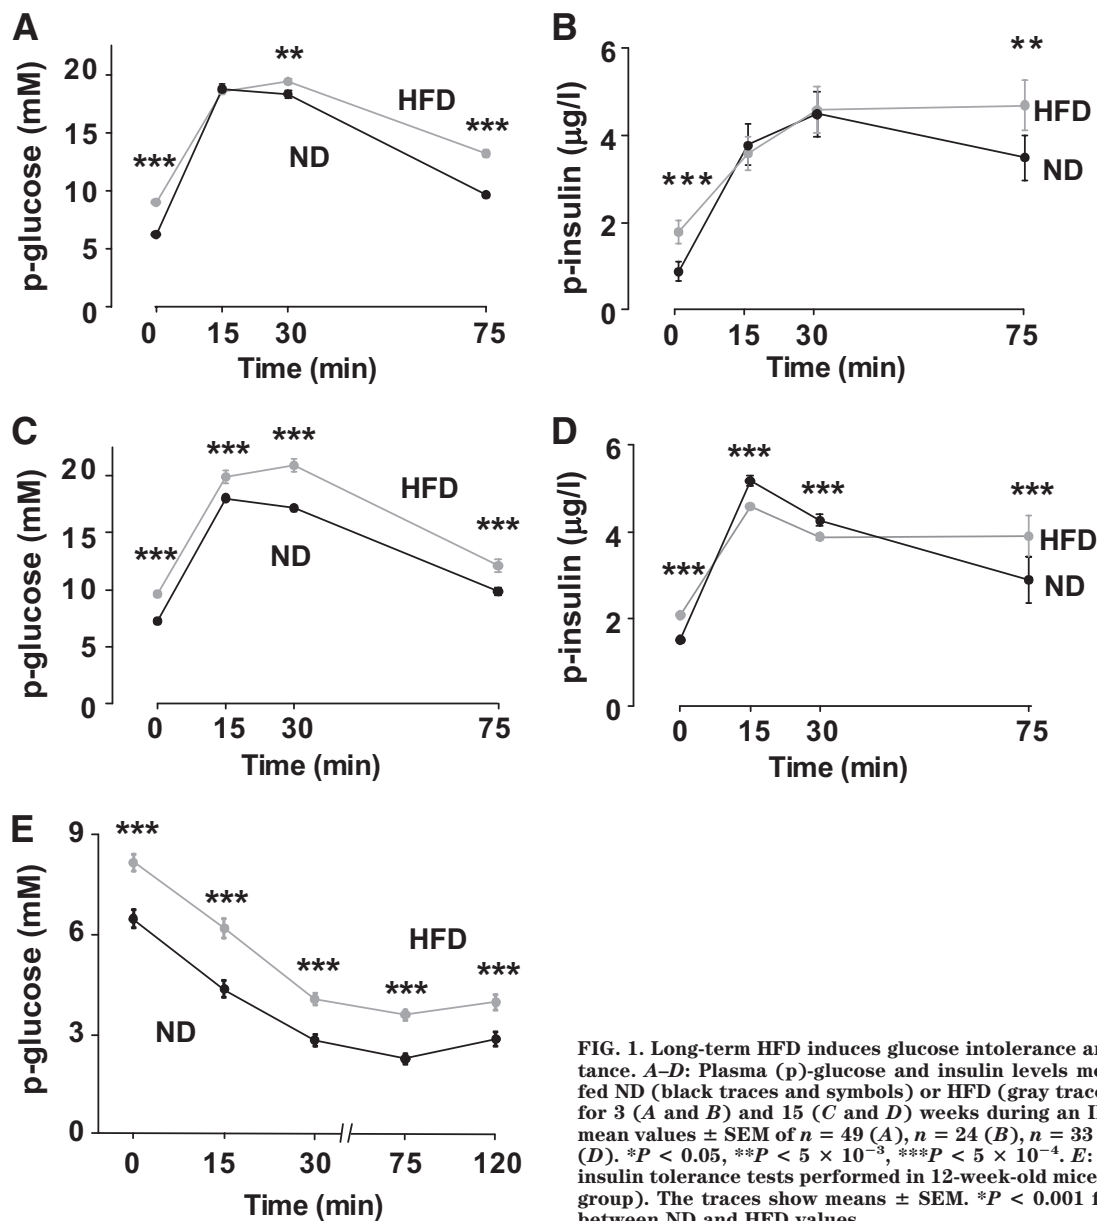 A
20
15
10
5
0
p-glucose (mM)
***
**
***
HFD
ND
0 15 30 75
Time (min)
B
6
4
2
0
p-insulin (µg/l)
***
**
HFD
ND
0 15 30 75
Time (min)
C
20
15
10
5
0
p-glucose (mM)
***
***
***
***
HFD
ND
0 15 30 75
Time (min)
D
6
4
2
0
p-insulin (µg/l)
***
***
***
***
HFD
ND
0 15 30 75
Time (min)
E
9
6
3
0
p-glucose (mM)
***
***
***
***
***
HFD
ND
0 15 30 75 120
Time (min)
FIG. 1. Long-term HFD induces glucose intolerance
tance. A–D: Plasma (p)-glucose and insulin levels
fed ND (black traces and symbols) or HFD (gray
for 3 (A and B) and 15 (C and D) weeks during an
mean values ± SEM of n = 49 (A), n = 24 (B), n = 33
(D). *P < 0.05, **P < 5 × 10⁻³, ***P < 5 × 10⁻⁴. E:
insulin tolerance tests performed in 12-week-old mice
group). The traces show means ± SEM. *P < 0.001
between ND and HFD values.